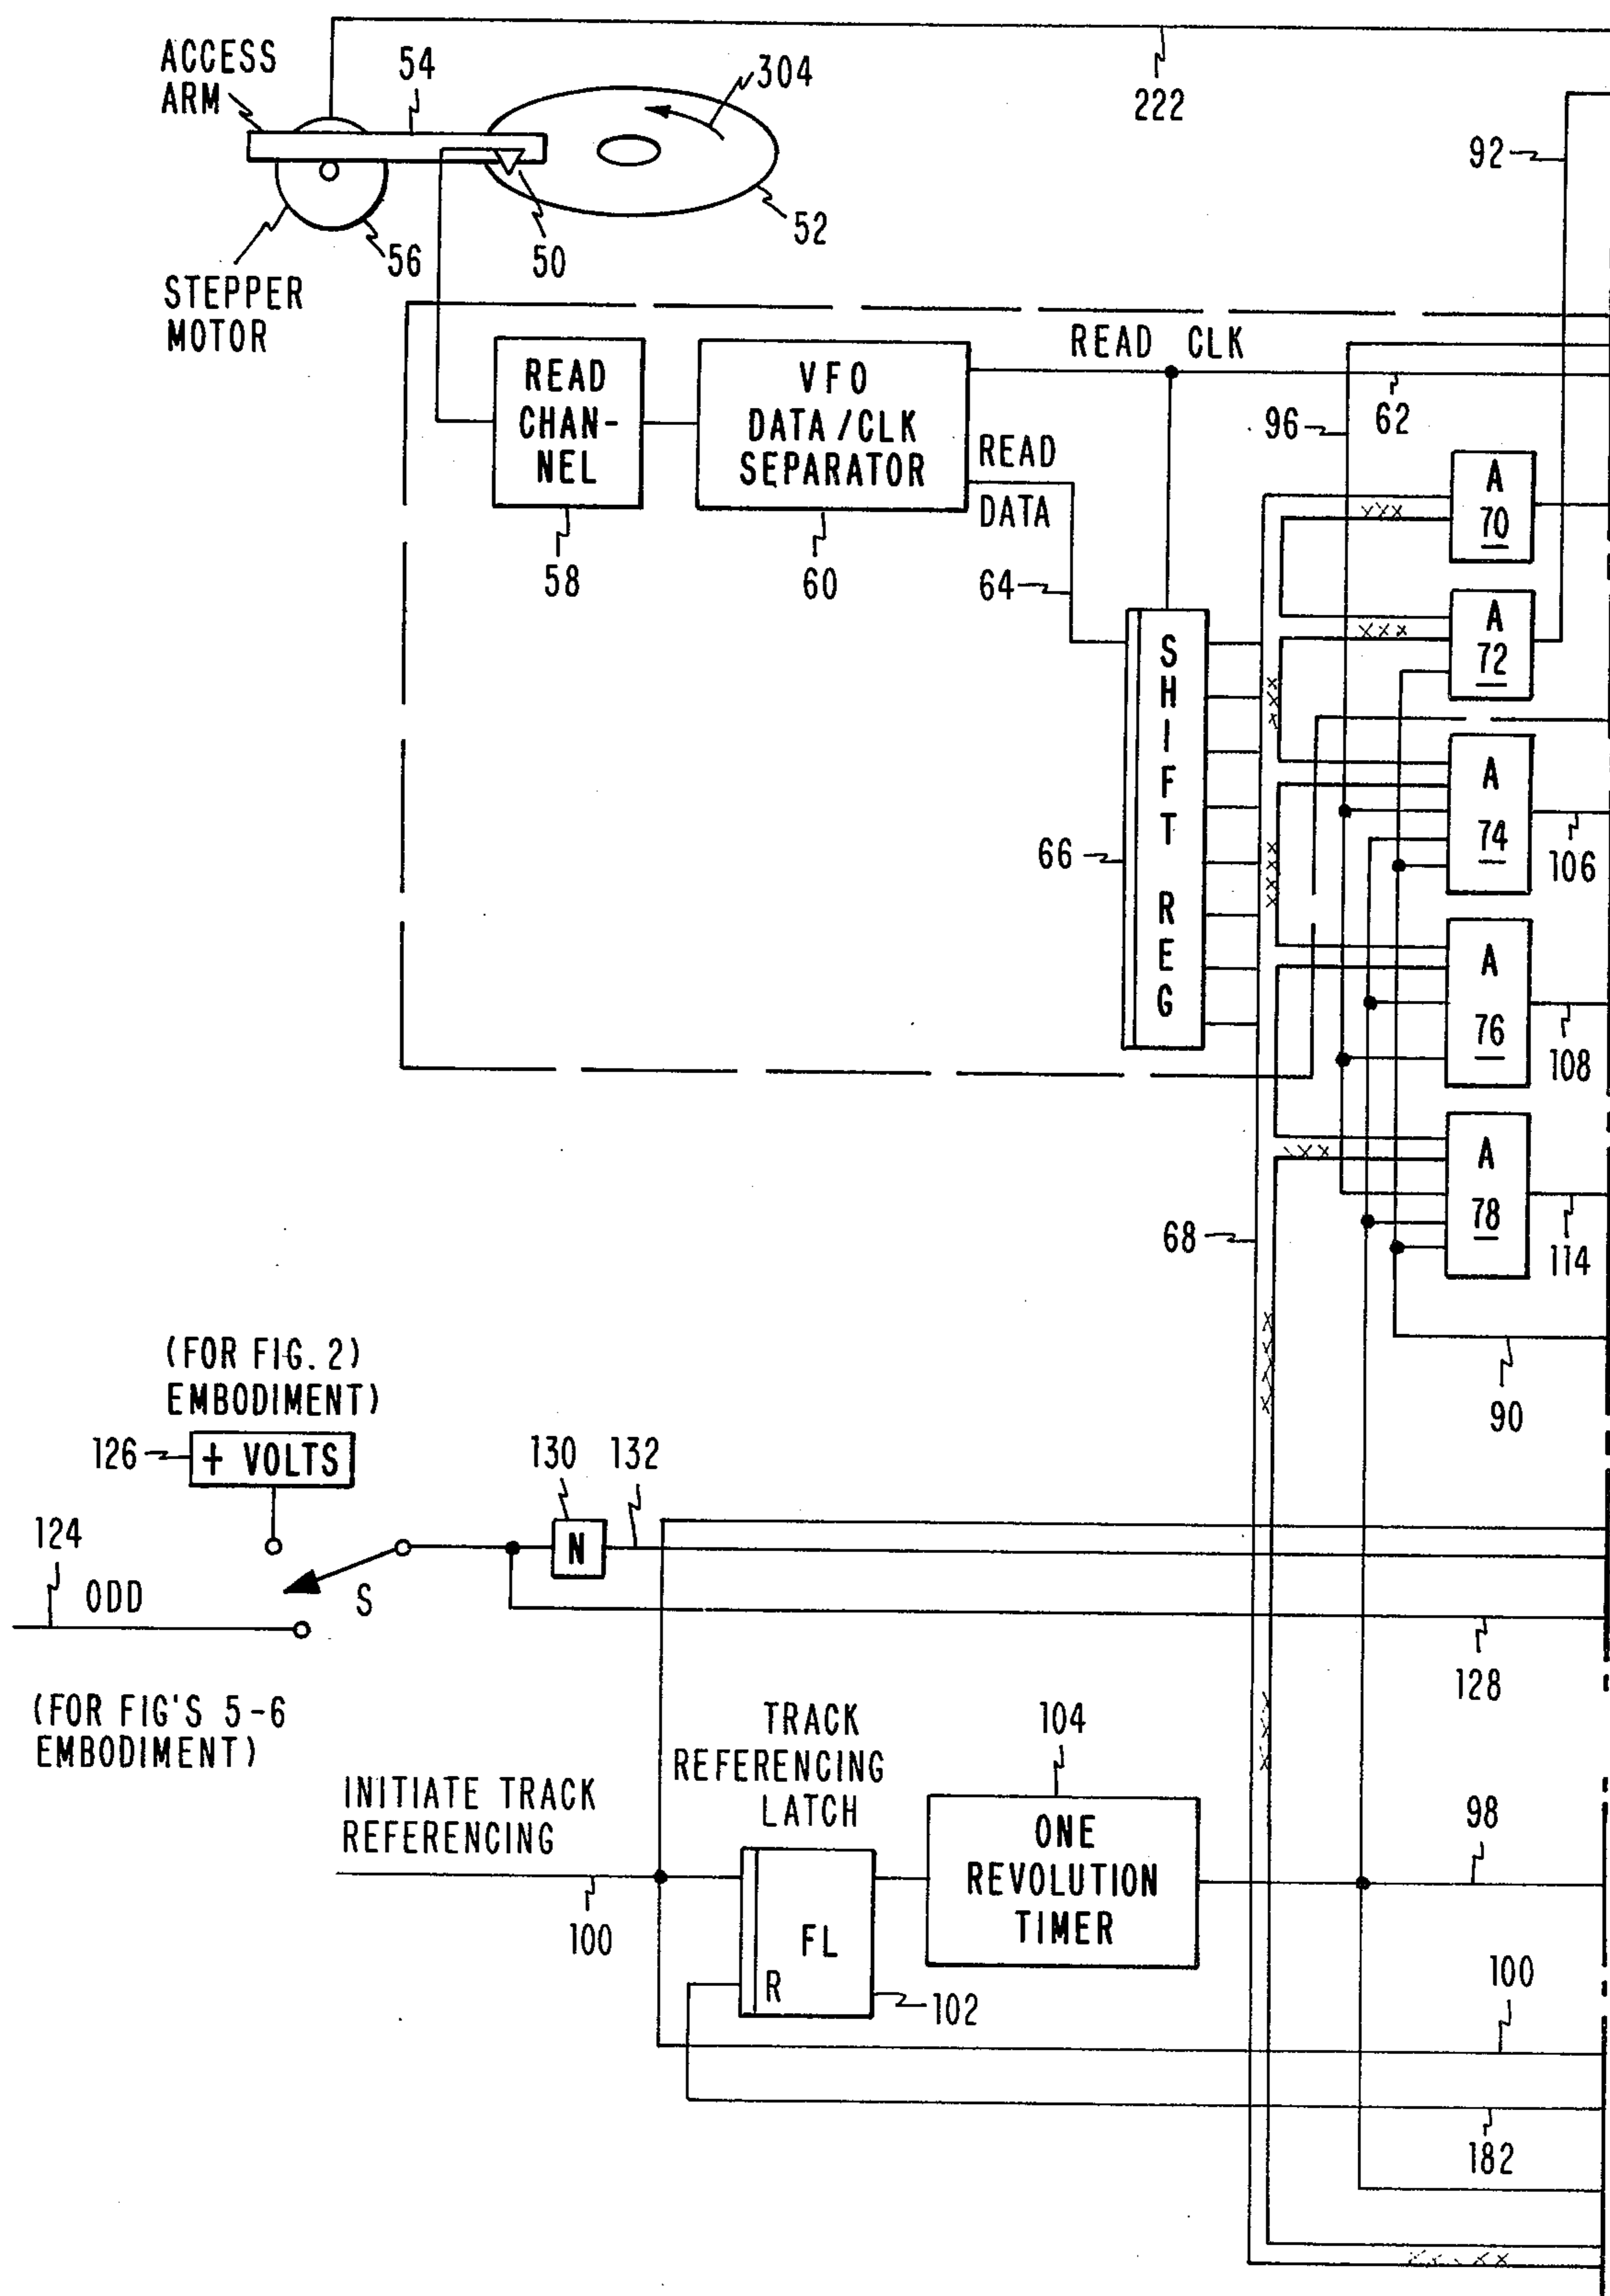 ACCESS
ARM
54
304
222
92
52
56
50
STEPPER
MOTOR
READ CLK
READ
CHAN-
NEL
VFO
DATA/CLK
SEPARATOR
READ
DATA
96
62
A
70
58
60
64
A
72
SHIFT REG
A
74
66
106
A
76
108
A
78
68
114
90
(FOR FIG. 2)
EMBODIMENT)
126
+ VOLTS
130
132
124
N
ODD
S
128
(FOR FIG'S 5-6
EMBODIMENT)
TRACK
REFERENCING
LATCH
104
INITIATE TRACK
REFERENCING
ONE
REVOLUTION
TIMER
98
100
FL
R
102
100
182